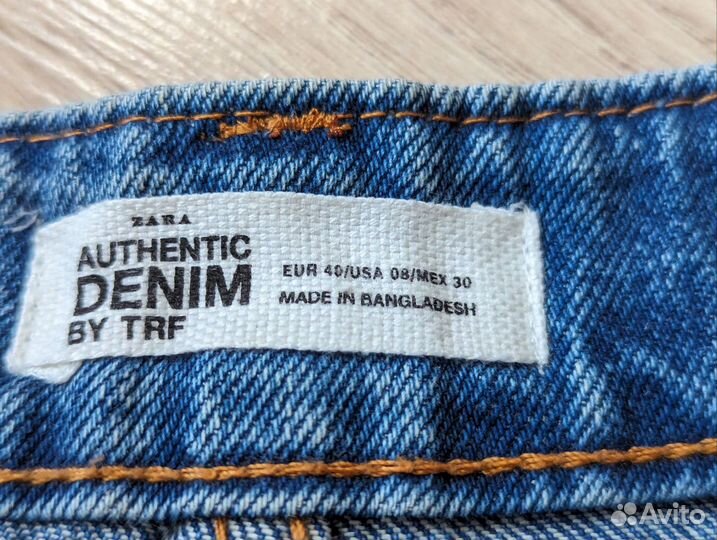 ZARA
AUTHENTIC
DENIM
BY TRF
EUR 40/USA 08/MEX 30
MADE IN BANGLADESH
Avito